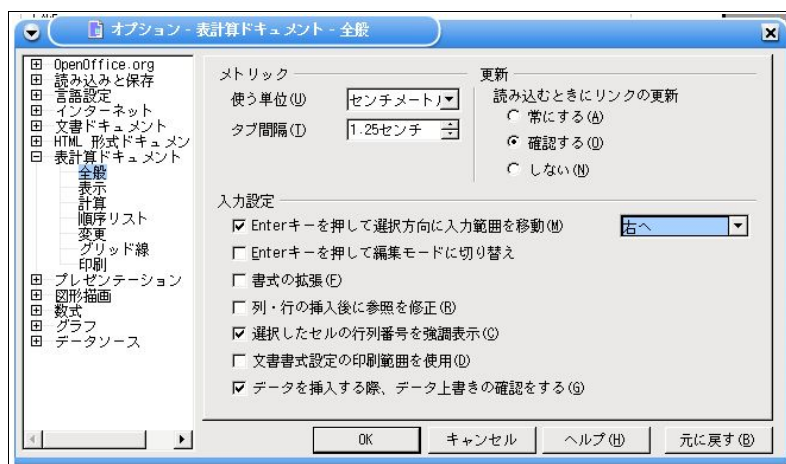 オプション - 表計算ドキュメント - 全般
OpenOffice.org
読み込みと保存
言語設定
インターネット
文書ドキュメント
HTML 形式ドキュメン
表計算ドキュメント
全般
表示
計算
順序リスト
変更
グリッド線
印刷
プレゼンテーション
図形描画
数式
グラフ
データソース
メトリック
使う単位(U)
センチメート
タブ間隔(T)
1.25センチ
更新
読み込むときにリンクの更新
常にする(A)
確認する(O)
しない(N)
入力設定
Enterキーを押して選択方向に入力範囲を移動(M)
右へ
Enterキーを押して編集モードに切り替え
書式の拡張(F)
列・行の挿入後に参照を修正(R)
選択したセルの行列番号を強調表示(C)
文書書式設定の印刷範囲を使用(D)
データを挿入する際、データ上書きの確認をする(G)
OK
キャンセル
ヘルプ(H)
元に戻す(B)